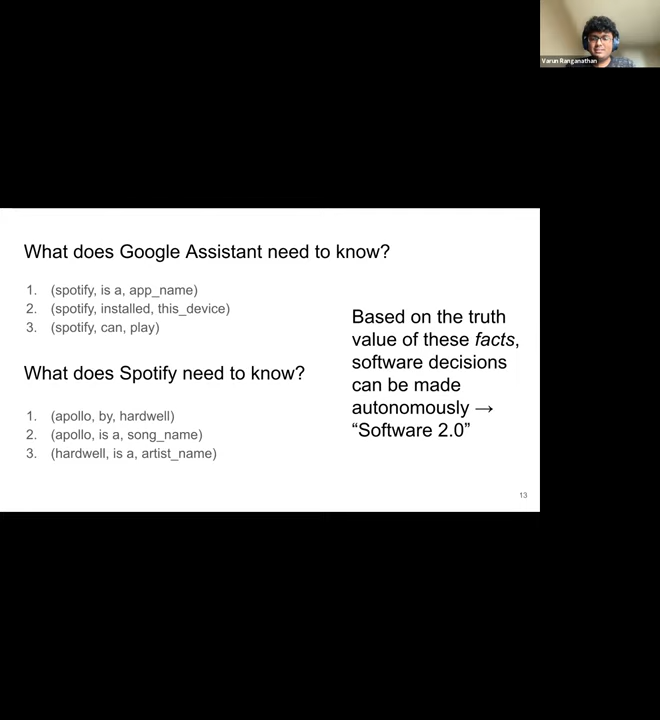 Varun Ranganathan
What does Google Assistant need to know?
1. (spotify, is a, app_name)
2. (spotify, installed, this_device)
3. (spotify, can, play)
What does Spotify need to know?
1. (apollo, by, hardwell)
2. (apollo, is a, song_name)
3. (hardwell, is a, artist_name)
Based on the truth
value of these facts,
software decisions
can be made
autonomously →
“Software 2.0”
13